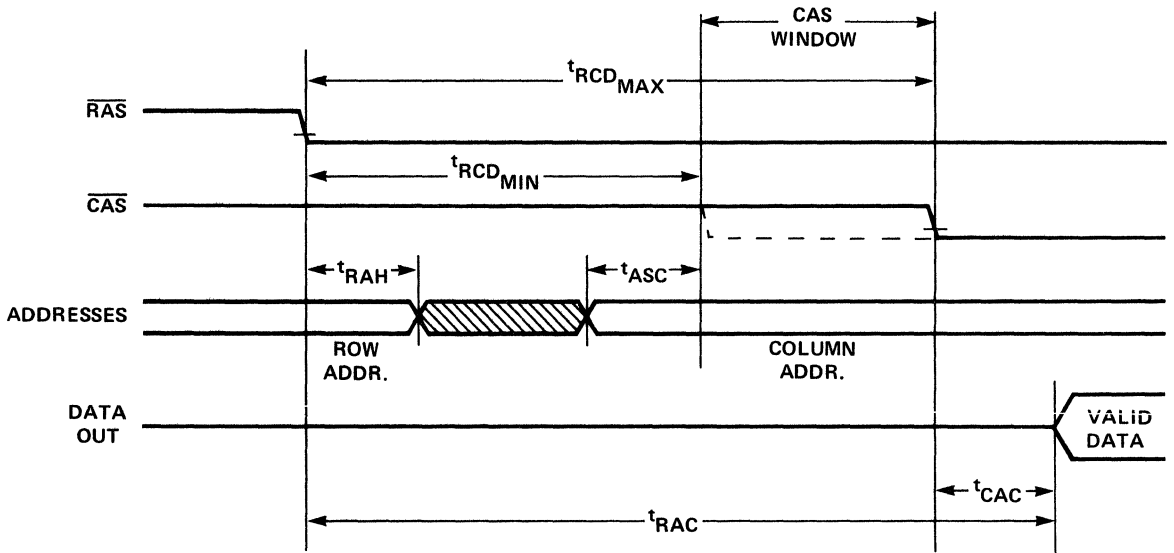 CAS
WINDOW
tRCDMAX
RAS
tRCDMIN
CAS
tRAH
tASC
ADDRESSES
ROW
ADDR.
COLUMN
ADDR.
DATA
OUT
VALID
DATA
tCAC
tRAC